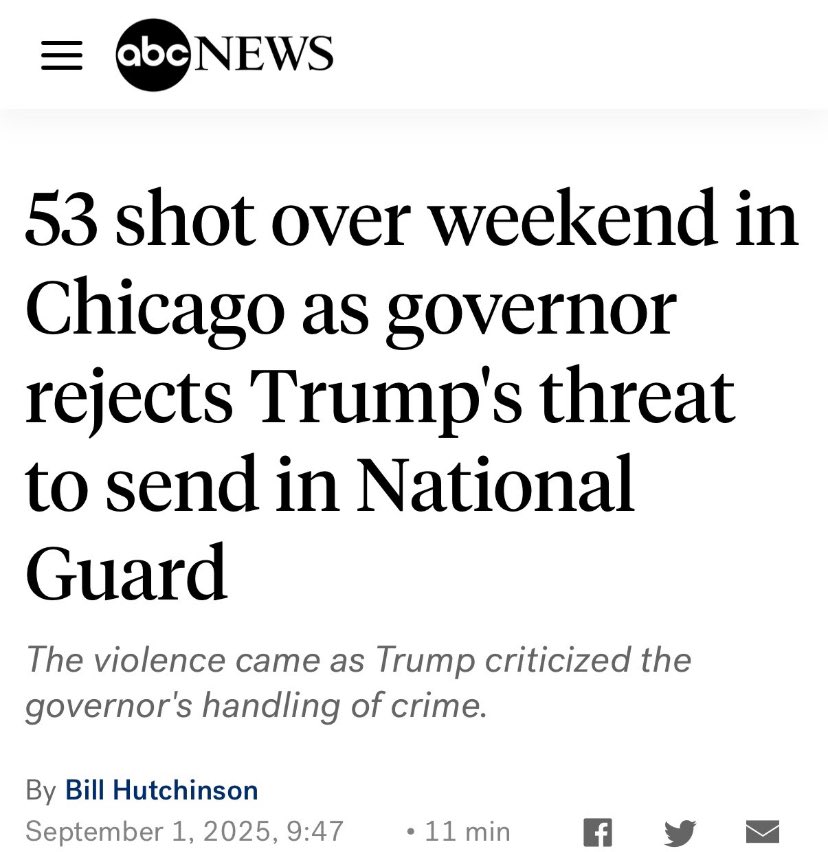 abc NEWS
53 shot over weekend in
Chicago as governor
rejects Trump's threat
to send in National
Guard
The violence came as Trump criticized the
governor's handling of crime.
By Bill Hutchinson
September 1, 2025, 9:47 • 11 min